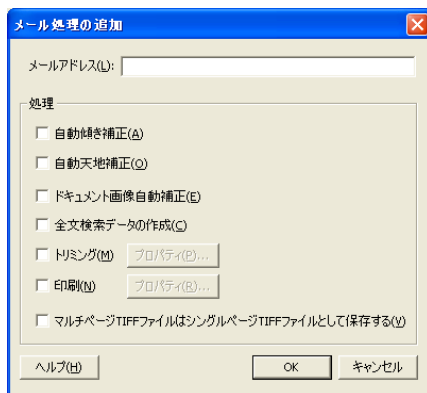 メール処理の追加
メールアドレス(L):
処理
自動傾き補正(A)
自動天地補正(O)
ドキュメント画像自動補正(E)
全文検索データの作成(C)
トリミング(M) プロパティ(P)...
印刷(N) プロパティ(R)...
マルチページTIFFファイルはシングルページTIFFファイルとして保存する(V)
ヘルプ(H) OK キャンセル